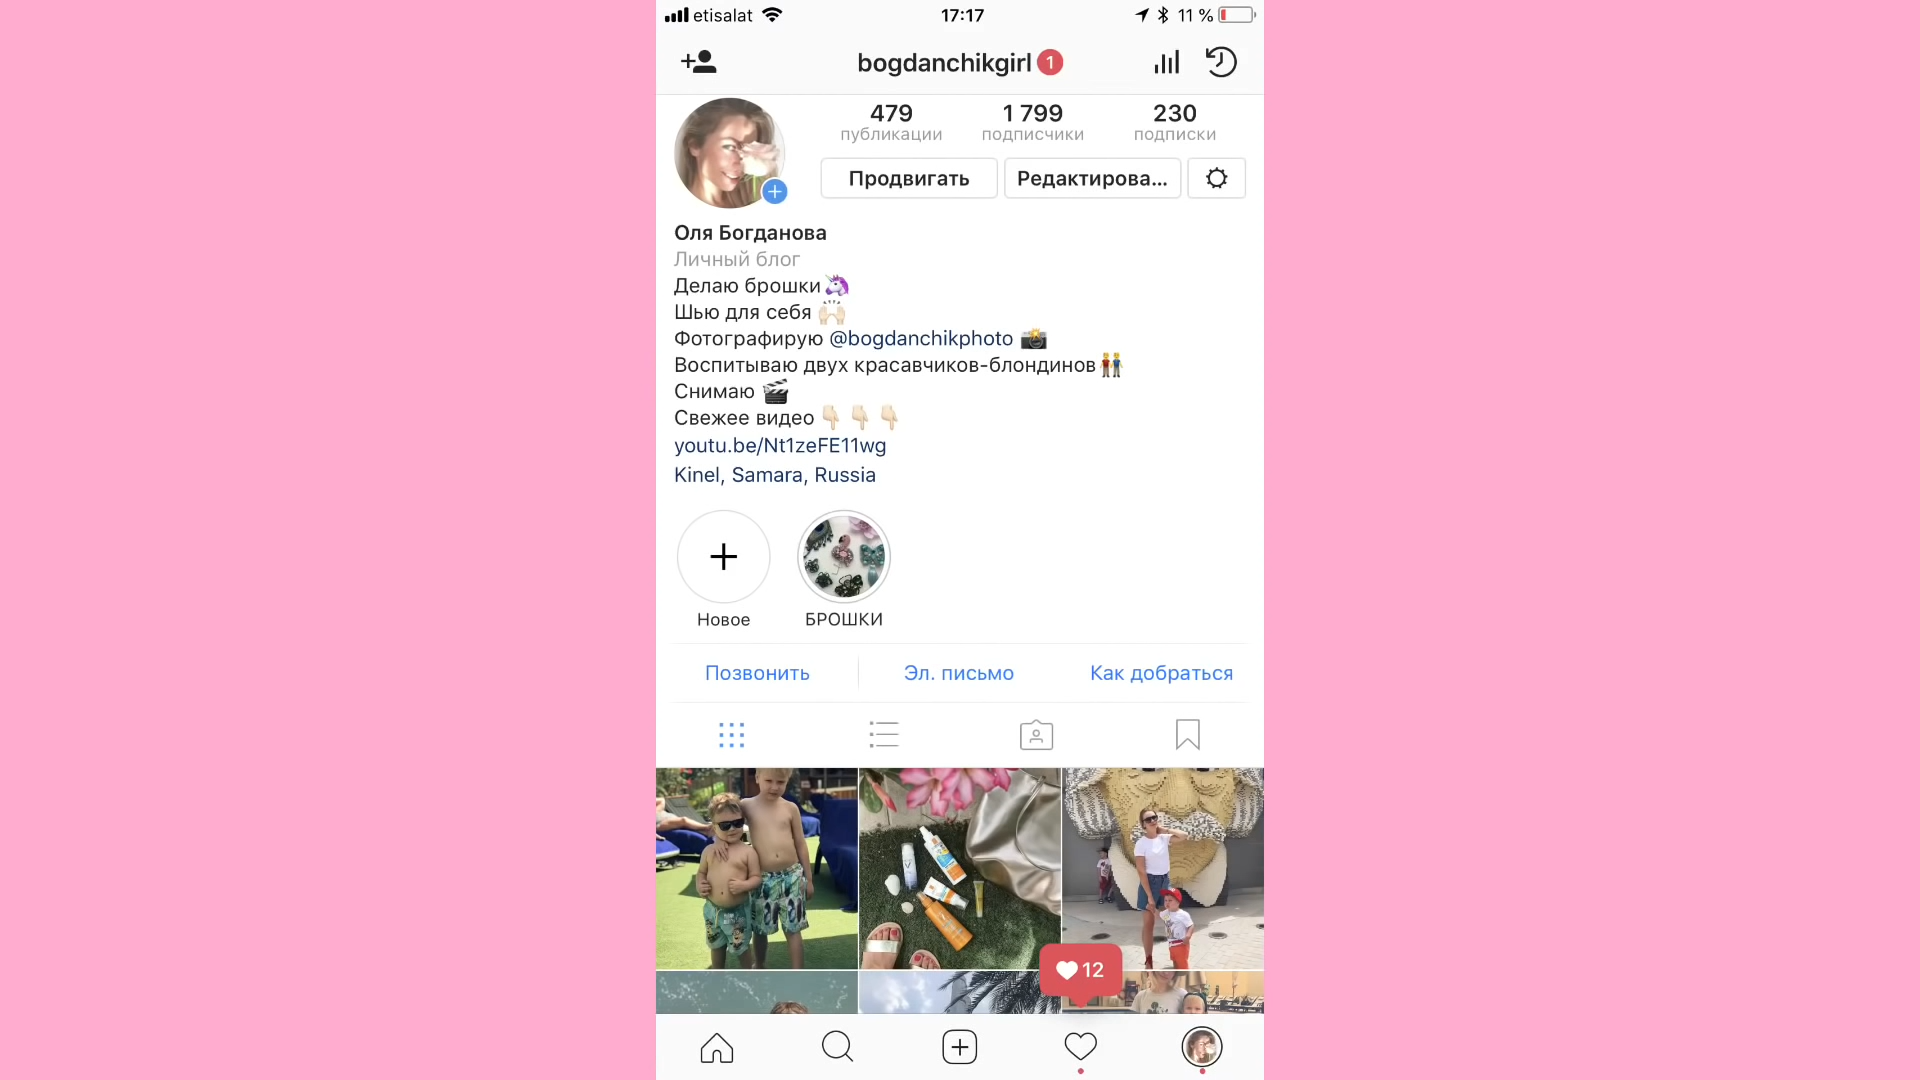 etisalat 17:17 11 %
bogdanchikgirl 1
479 1 799 230
публикации подписчики подписки
Продвигать Редактирова...
Оля Богданова
Личный блог
Делаю брошки🦄
Шью для себя 🙌🏻
Фотографирую @bogdanchikphoto 📸
Воспитываю двух красавчиков-блондинов👬
Снимаю 🎬
Свежее видео 👇🏻 👇🏻 👇🏻
youtu.be/Nt1zeFE11wg
Kinel, Samara, Russia
Новое БРОШКИ
Позвонить Эл. письмо Как добраться
12